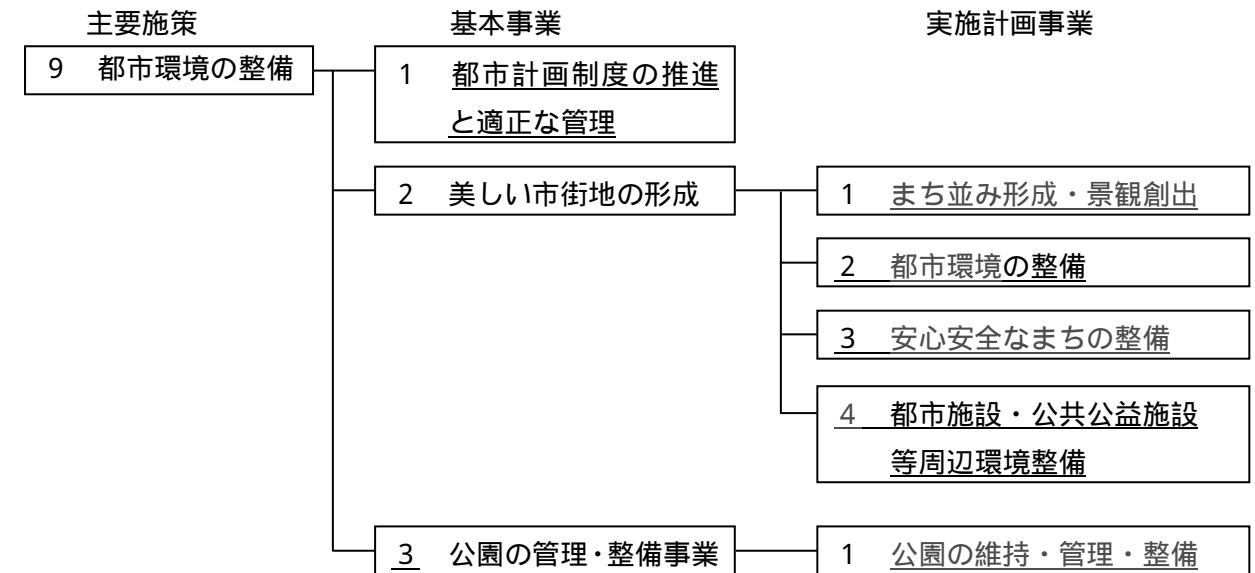 主要施策 基本事業 実施計画事業
9 都市環境の整備
1 都市計画制度の推進
と適正な管理
2 美しい市街地の形成
1 まち並み形成・景観創出
2 都市環境の整備
3 安心安全なまちの整備
4 都市施設・公共公益施設
等周辺環境整備
3 公園の管理・整備事業
1 公園の維持・管理・整備